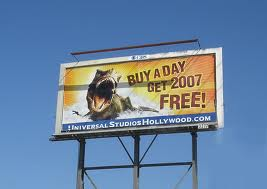 BUY A DAY
GET 2007
FREE!
UNIVERSALSTUDIOSHOLLYWOOD.COM